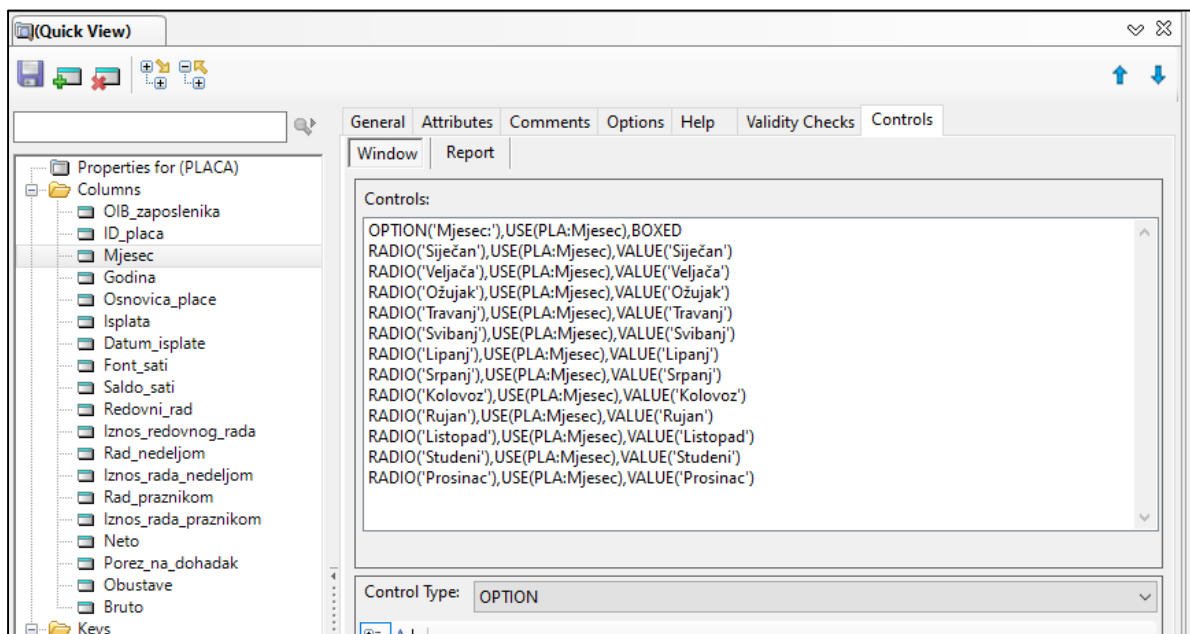 (Quick View)
General Attributes Comments Options Help Validity Checks Controls
Window Report
Properties for (PLACA)
Columns
OIB_zaposlenika
ID_placa
Mjesec
Godina
Osnovica_place
Isplata
Datum_isplate
Font_sati
Saldo_sati
Redovni_rad
Iznos_redovnog_rada
Rad_nedeljom
Iznos_rada_nedeljom
Rad_praznikom
Iznos_rada_praznikom
Neto
Porez_na_dohadak
Obustave
Bruto
Keys
Controls:
OPTION('Mjesec:'),USE(PLA:Mjesec),BOXED
RADIO('Siječan'),USE(PLA:Mjesec),VALUE('Siječan')
RADIO('Veljača'),USE(PLA:Mjesec),VALUE('Veljača')
RADIO('Ožujak'),USE(PLA:Mjesec),VALUE('Ožujak')
RADIO('Travanj'),USE(PLA:Mjesec),VALUE('Travanj')
RADIO('Svibanj'),USE(PLA:Mjesec),VALUE('Svibanj')
RADIO('Lipanj'),USE(PLA:Mjesec),VALUE('Lipanj')
RADIO('Srpanj'),USE(PLA:Mjesec),VALUE('Srpanj')
RADIO('Kolovoz'),USE(PLA:Mjesec),VALUE('Kolovoz')
RADIO('Rujan'),USE(PLA:Mjesec),VALUE('Rujan')
RADIO('Listopad'),USE(PLA:Mjesec),VALUE('Listopad')
RADIO('Studeni'),USE(PLA:Mjesec),VALUE('Studeni')
RADIO('Prosinac'),USE(PLA:Mjesec),VALUE('Prosinac')
Control Type: OPTION